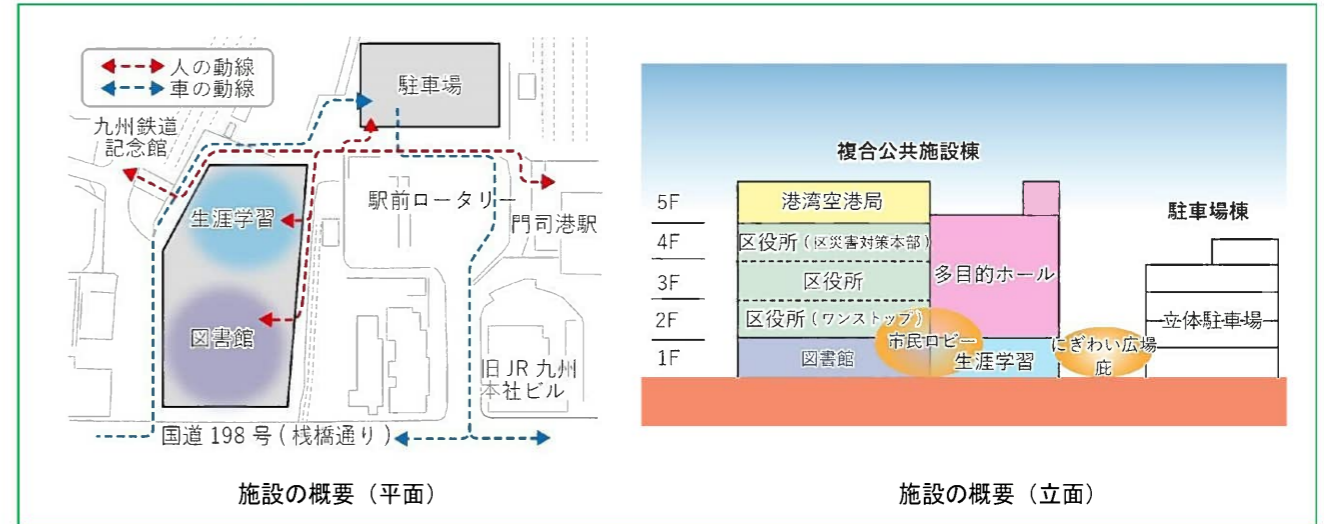 人の動線
車の動線
駐車場
九州鉄道
記念館
生涯学習
駅前ロータリー
門司港駅
図書館
旧JR九州
本社ビル
国道198号(桟橋通り)
施設の概要（平面）
複合公共施設棟
5F
港湾空港局
駐車場棟
4F
区役所(区災害対策本部)
多目的ホール
3F
区役所
2F
区役所(ワンストップ)
立体駐車場
市民ロビー
にぎわい広場
庇
1F
図書館
生涯学習
施設の概要（立面）